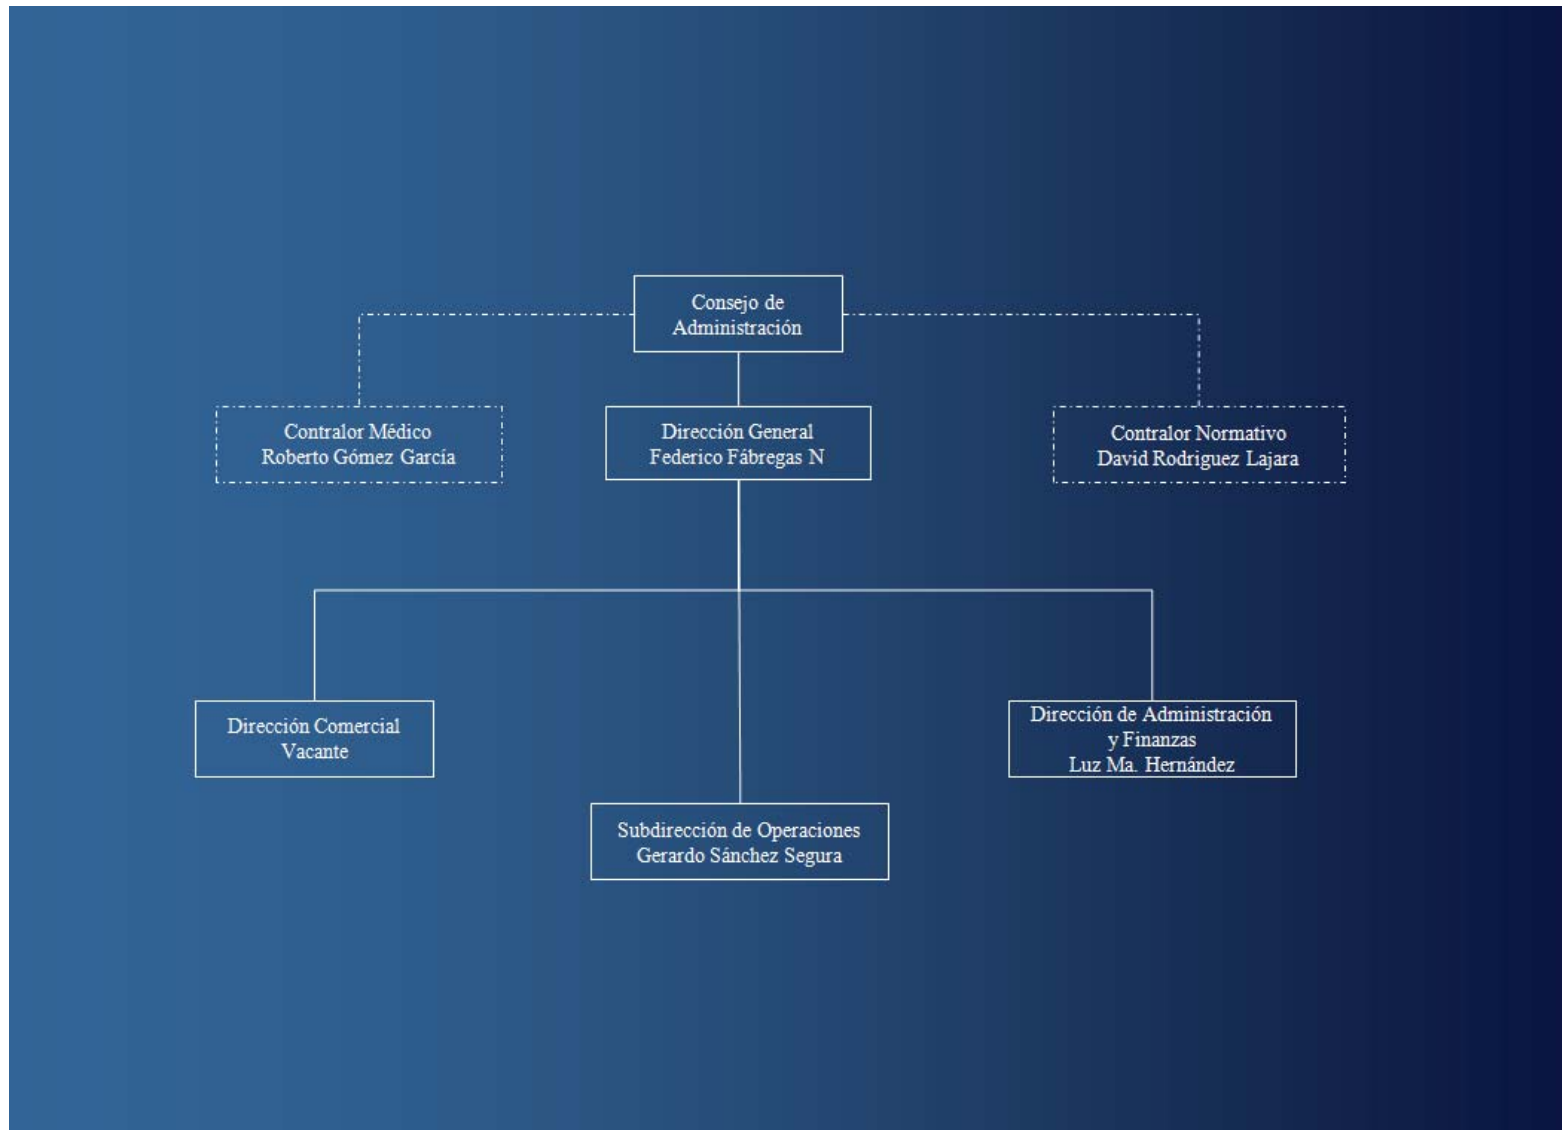 Consejo de
Administración
Contralor Médico
Roberto Gómez García
Dirección General
Federico Fábregas N
Contralor Normativo
David Rodriguez Lajara
Dirección Comercial
Vacante
Dirección de Administración
y Finanzas
Luz Ma. Hernández
Subdirección de Operaciones
Gerardo Sánchez Segura